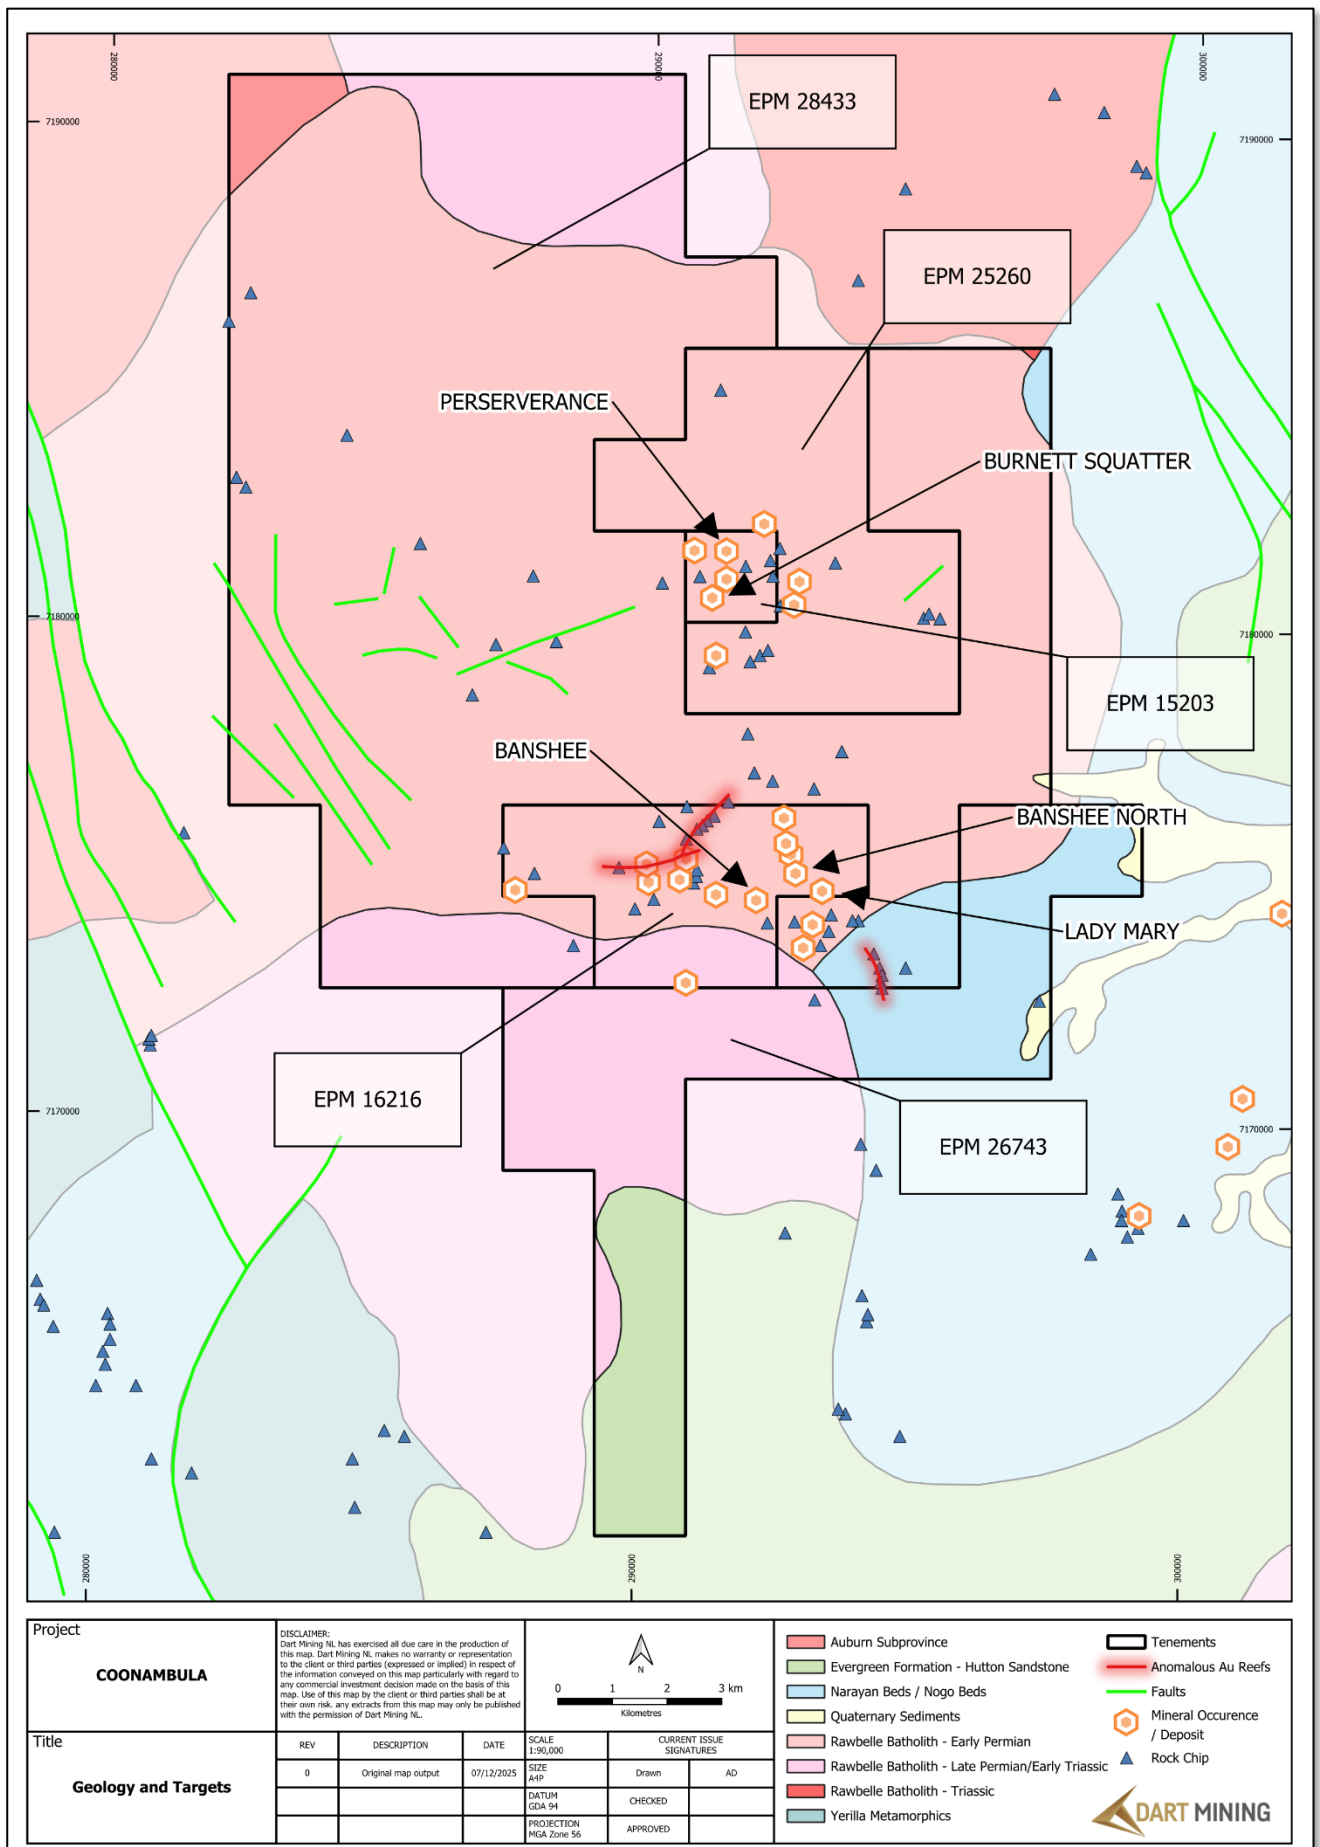 280000
290000
300000
7190000
7190000
EPM 28433
EPM 25260
PERSERVERANCE
BURNETT SQUATTER
7180000
7180000
EPM 15203
BANSHEE
BANSHEE NORTH
LADY MARY
EPM 16216
7170000
7170000
EPM 26743
280000
290000
300000
Project
COONAMBULA
Title
Geology and Targets
DISCLAIMER:
Dart Mining NL has exercised all due care in the production of
this map. Dart Mining NL makes no warranty or representation
to the client or third parties (expressed or implied) in respect of
the information conveyed on this map particularly with regard to
any commercial investment decision made on the basis of this
map. Use of this map by the client or third parties shall be at
their own risk. any extracts from this map may only be published
with the permission of Dart Mining NL.
N
0 1 2 3 km
Kilometres
REV DESCRIPTION DATE
0 Original map output 07/12/2025
SCALE
1:90,000
SIZE
A4P
DATUM
GDA 94
PROJECTION
MGA Zone 56
CURRENT ISSUE
SIGNATURES
Drawn AD
CHECKED
APPROVED
Auburn Subprovince
Evergreen Formation - Hutton Sandstone
Narayan Beds / Nogo Beds
Quaternary Sediments
Rawbelle Batholith - Early Permian
Rawbelle Batholith - Late Permian/Early Triassic
Rawbelle Batholith - Triassic
Yerilla Metamorphics
Tenements
Anomalous Au Reefs
Faults
Mineral Occurence
/ Deposit
Rock Chip
DART MINING